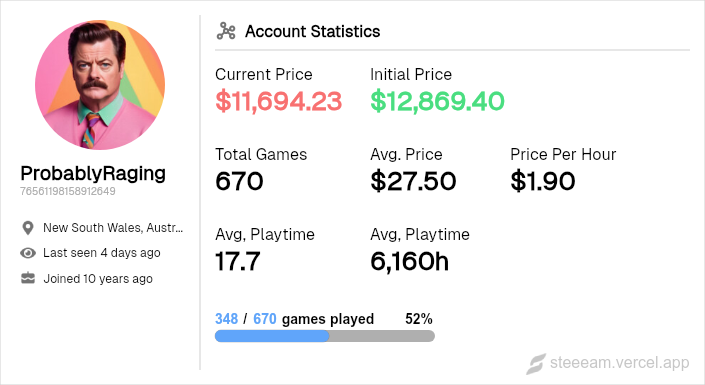 ProbablyRaging
76561198158912649
New South Wales, Austr...
Last seen 4 days ago
Joined 10 years ago
Account Statistics
Current Price
$11,694.23
Initial Price
$12,869.40
Total Games
670
Avg. Price
$27.50
Price Per Hour
$1.90
Avg, Playtime
17.7
Avg, Playtime
6,160h
348 / 670 games played 52%
steeeam.vercel.app